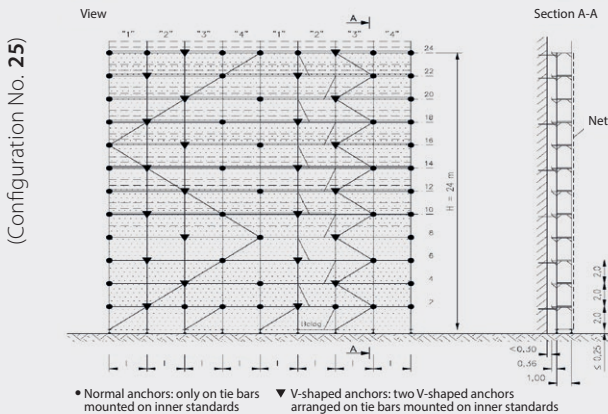 (Configuration No. 25)
View
Section A-A
A
"1" "2" "3" "4" "1" "2" "3" "4"
24
22
20
18
16
14
12
10
8
6
4
2
H = 24 m
Net
2,0
2,0
2,0
≤ 0,25
A
<0,30
0,36
1,00
l l l l l l l l
• Normal anchors: only on tie bars
mounted on inner standards
▼ V-shaped anchors: two V-shaped anchors
arranged on tie bars mounted on inner standards